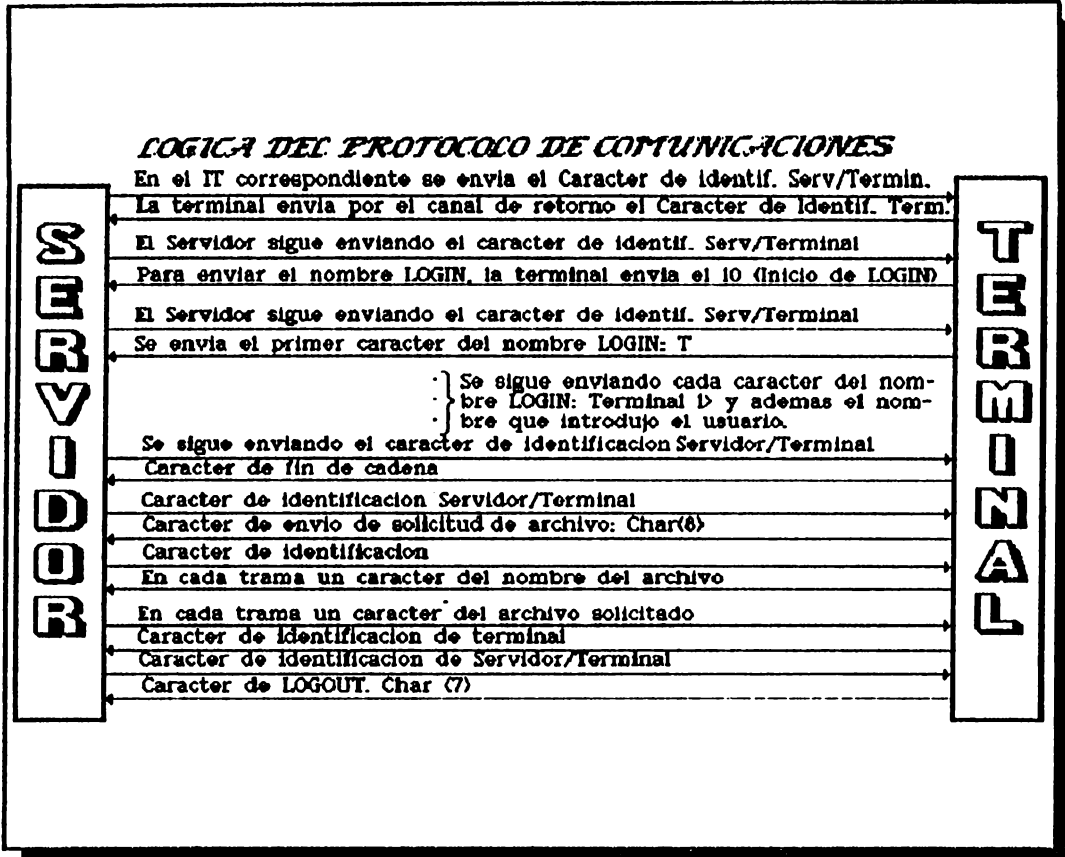 LOGICA DEL PROTOCOLO DE COMUNICACIONES
En el IT correspondiente se envia el Caracter de identif. Serv/Termin.
La terminal envia por el canal de retorno el Caracter de Identif. Term.
SERVIDOR
TERMINAL
El Servidor sigue enviando el caracter de identif. Serv/Terminal
Para enviar el nombre LOGIN, la terminal envia el 10 (Inicio de LOGIN)
El Servidor sigue enviando el caracter de identif. Serv/Terminal
Se envia el primer caracter del nombre LOGIN: T
Se sigue enviando cada caracter del nom-
bre LOGIN: Terminal 1> y ademas el nom-
bre que introdujo el usuario.
Se sigue enviando el caracter de identificacion Servidor/Terminal
Caracter de fin de cadena
Caracter de identificacion Servidor/Terminal
Caracter de envio de solicitud de archivo: Char(6)
Caracter de identificacion
En cada trama un caracter del nombre del archivo
En cada trama un caracter del archivo solicitado
Caracter de identificacion de terminal
Caracter de identificacion de Servidor/Terminal
Caracter de LOGOUT. Char (7)